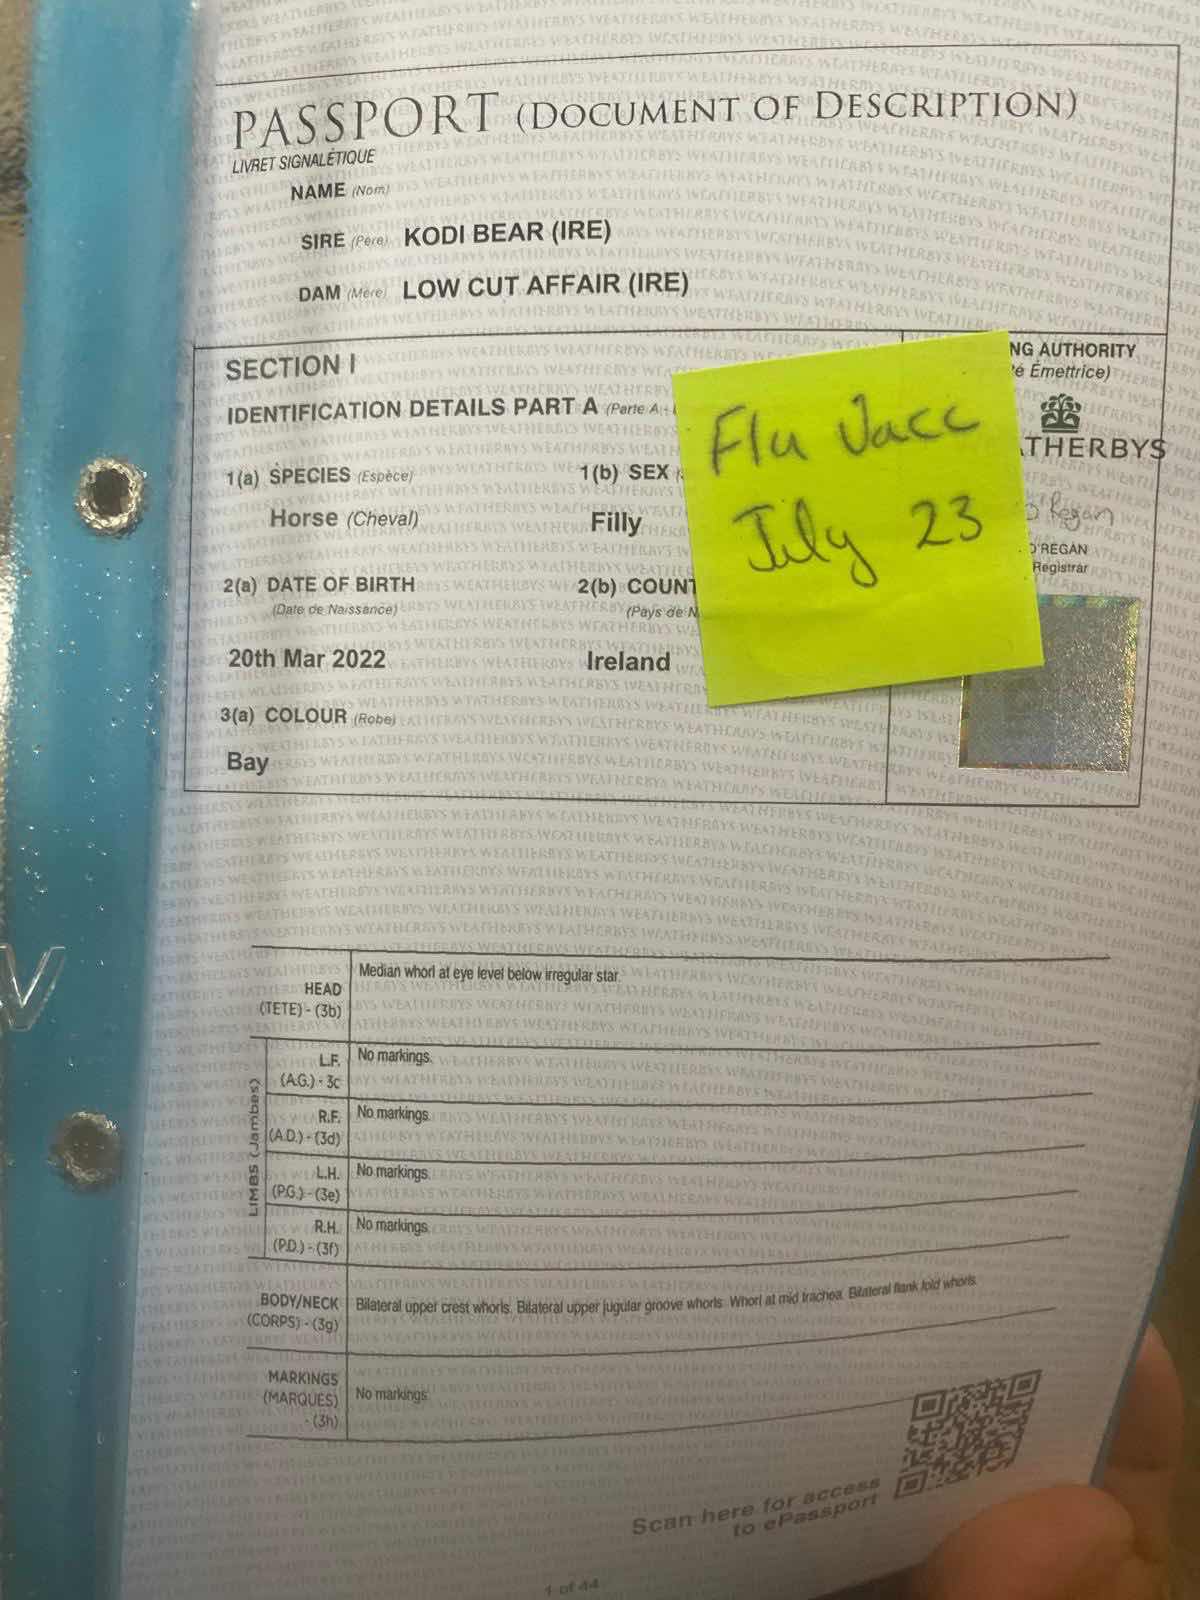 PASSPORT (DOCUMENT OF DESCRIPTION)
LIVRET SIGNALÉTIQUE
NAME (Nom)
SIRE (Père) KODI BEAR (IRE)
DAM (Mère) LOW CUT AFFAIR (IRE)
SECTION I
IDENTIFICATION DETAILS PART A (Parte A -
1(a) SPECIES (Espèce)
Horse (Cheval)
1(b) SEX
Filly
2(a) DATE OF BIRTH
(Date de Naissance)
20th Mar 2022
2(b) COUNT
(Pays de N
Ireland
3(a) COLOUR (Robe)
Bay
Flu Vacc
July 23
NG AUTHORITY
é Émettrice)
ATHERBYS
O'Regan
O'REGAN
Registrar
HEAD
(TETE) - (3b)
Median whorl at eye level below irregular star.
LIMBS (Jambes)
L.F.
(A.G.) - 3c
No markings.
R.F.
(A.D.) - (3d)
No markings.
L.H.
(P.G.) - (3e)
No markings.
R.H.
(P.D.) - (3f)
No markings.
BODY/NECK
(CORPS) - (3g)
Bilateral upper crest whorls. Bilateral upper jugular groove whorls. Whorl at mid trachea. Bilateral flank fold whorls.
MARKINGS
(MARQUES)
- (3h)
No markings.
Scan here for access
to ePassport
1 of 44